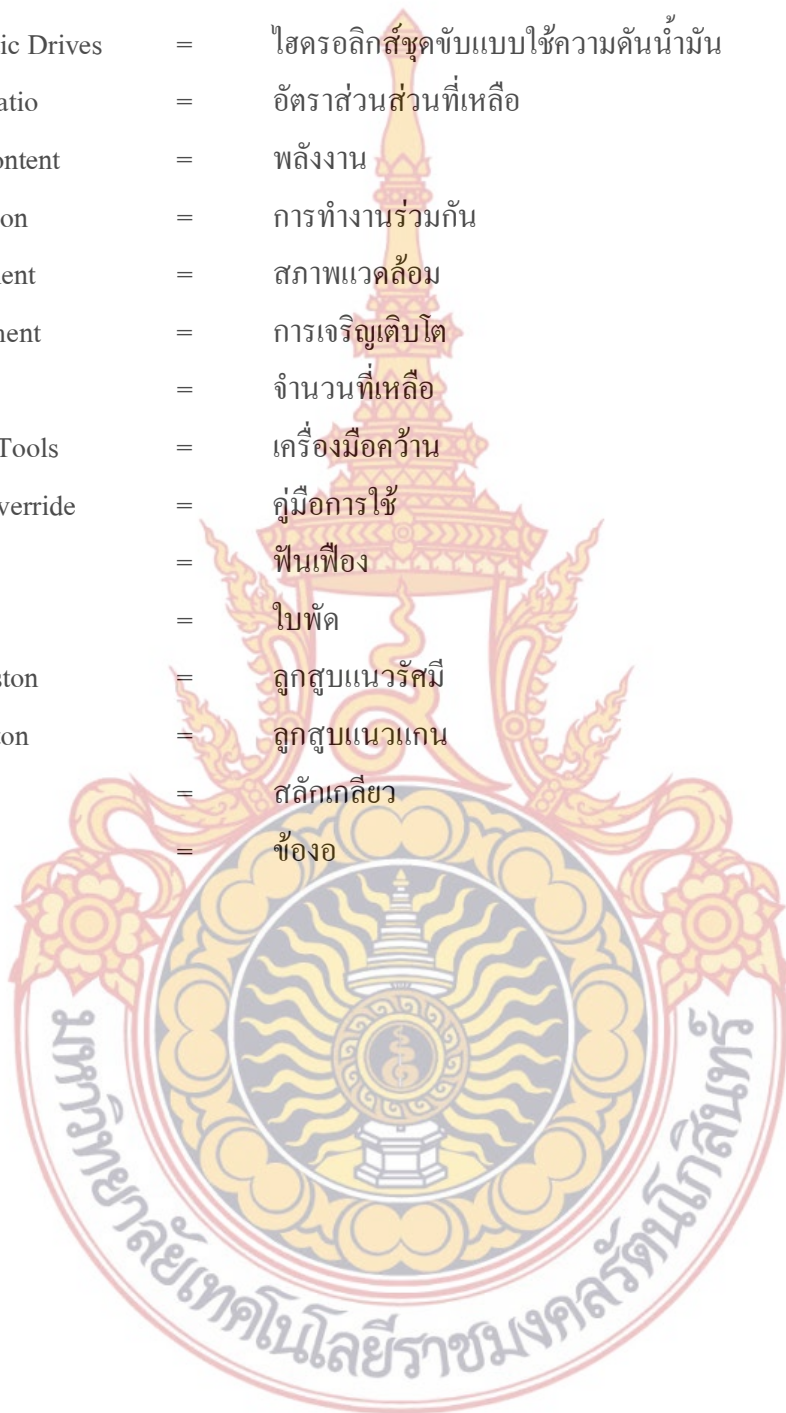 ic Drives = ไฮดรอลิกส์ชุดขับแบบใช้ความดันน้ำมัน
atio = อัตราส่วนส่วนที่เหลือ
ontent = พลังงาน
on = การทำงานร่วมกัน
ent = สภาพแวดล้อม
ent = การเจริญเติบโต
= จำนวนที่เหลือ
Tools = เครื่องมือคว้าน
verride = คู่มือการใช้
= ฟันเฟือง
= ใบพัด
ston = ลูกสูบแนวรัศมี
ton = ลูกสูบแนวแกน
= สลักเกลียว
= ข้องอ
มหาวิทยาลัยเทคโนโลยีราชมงคลรัตนโกสินทร์